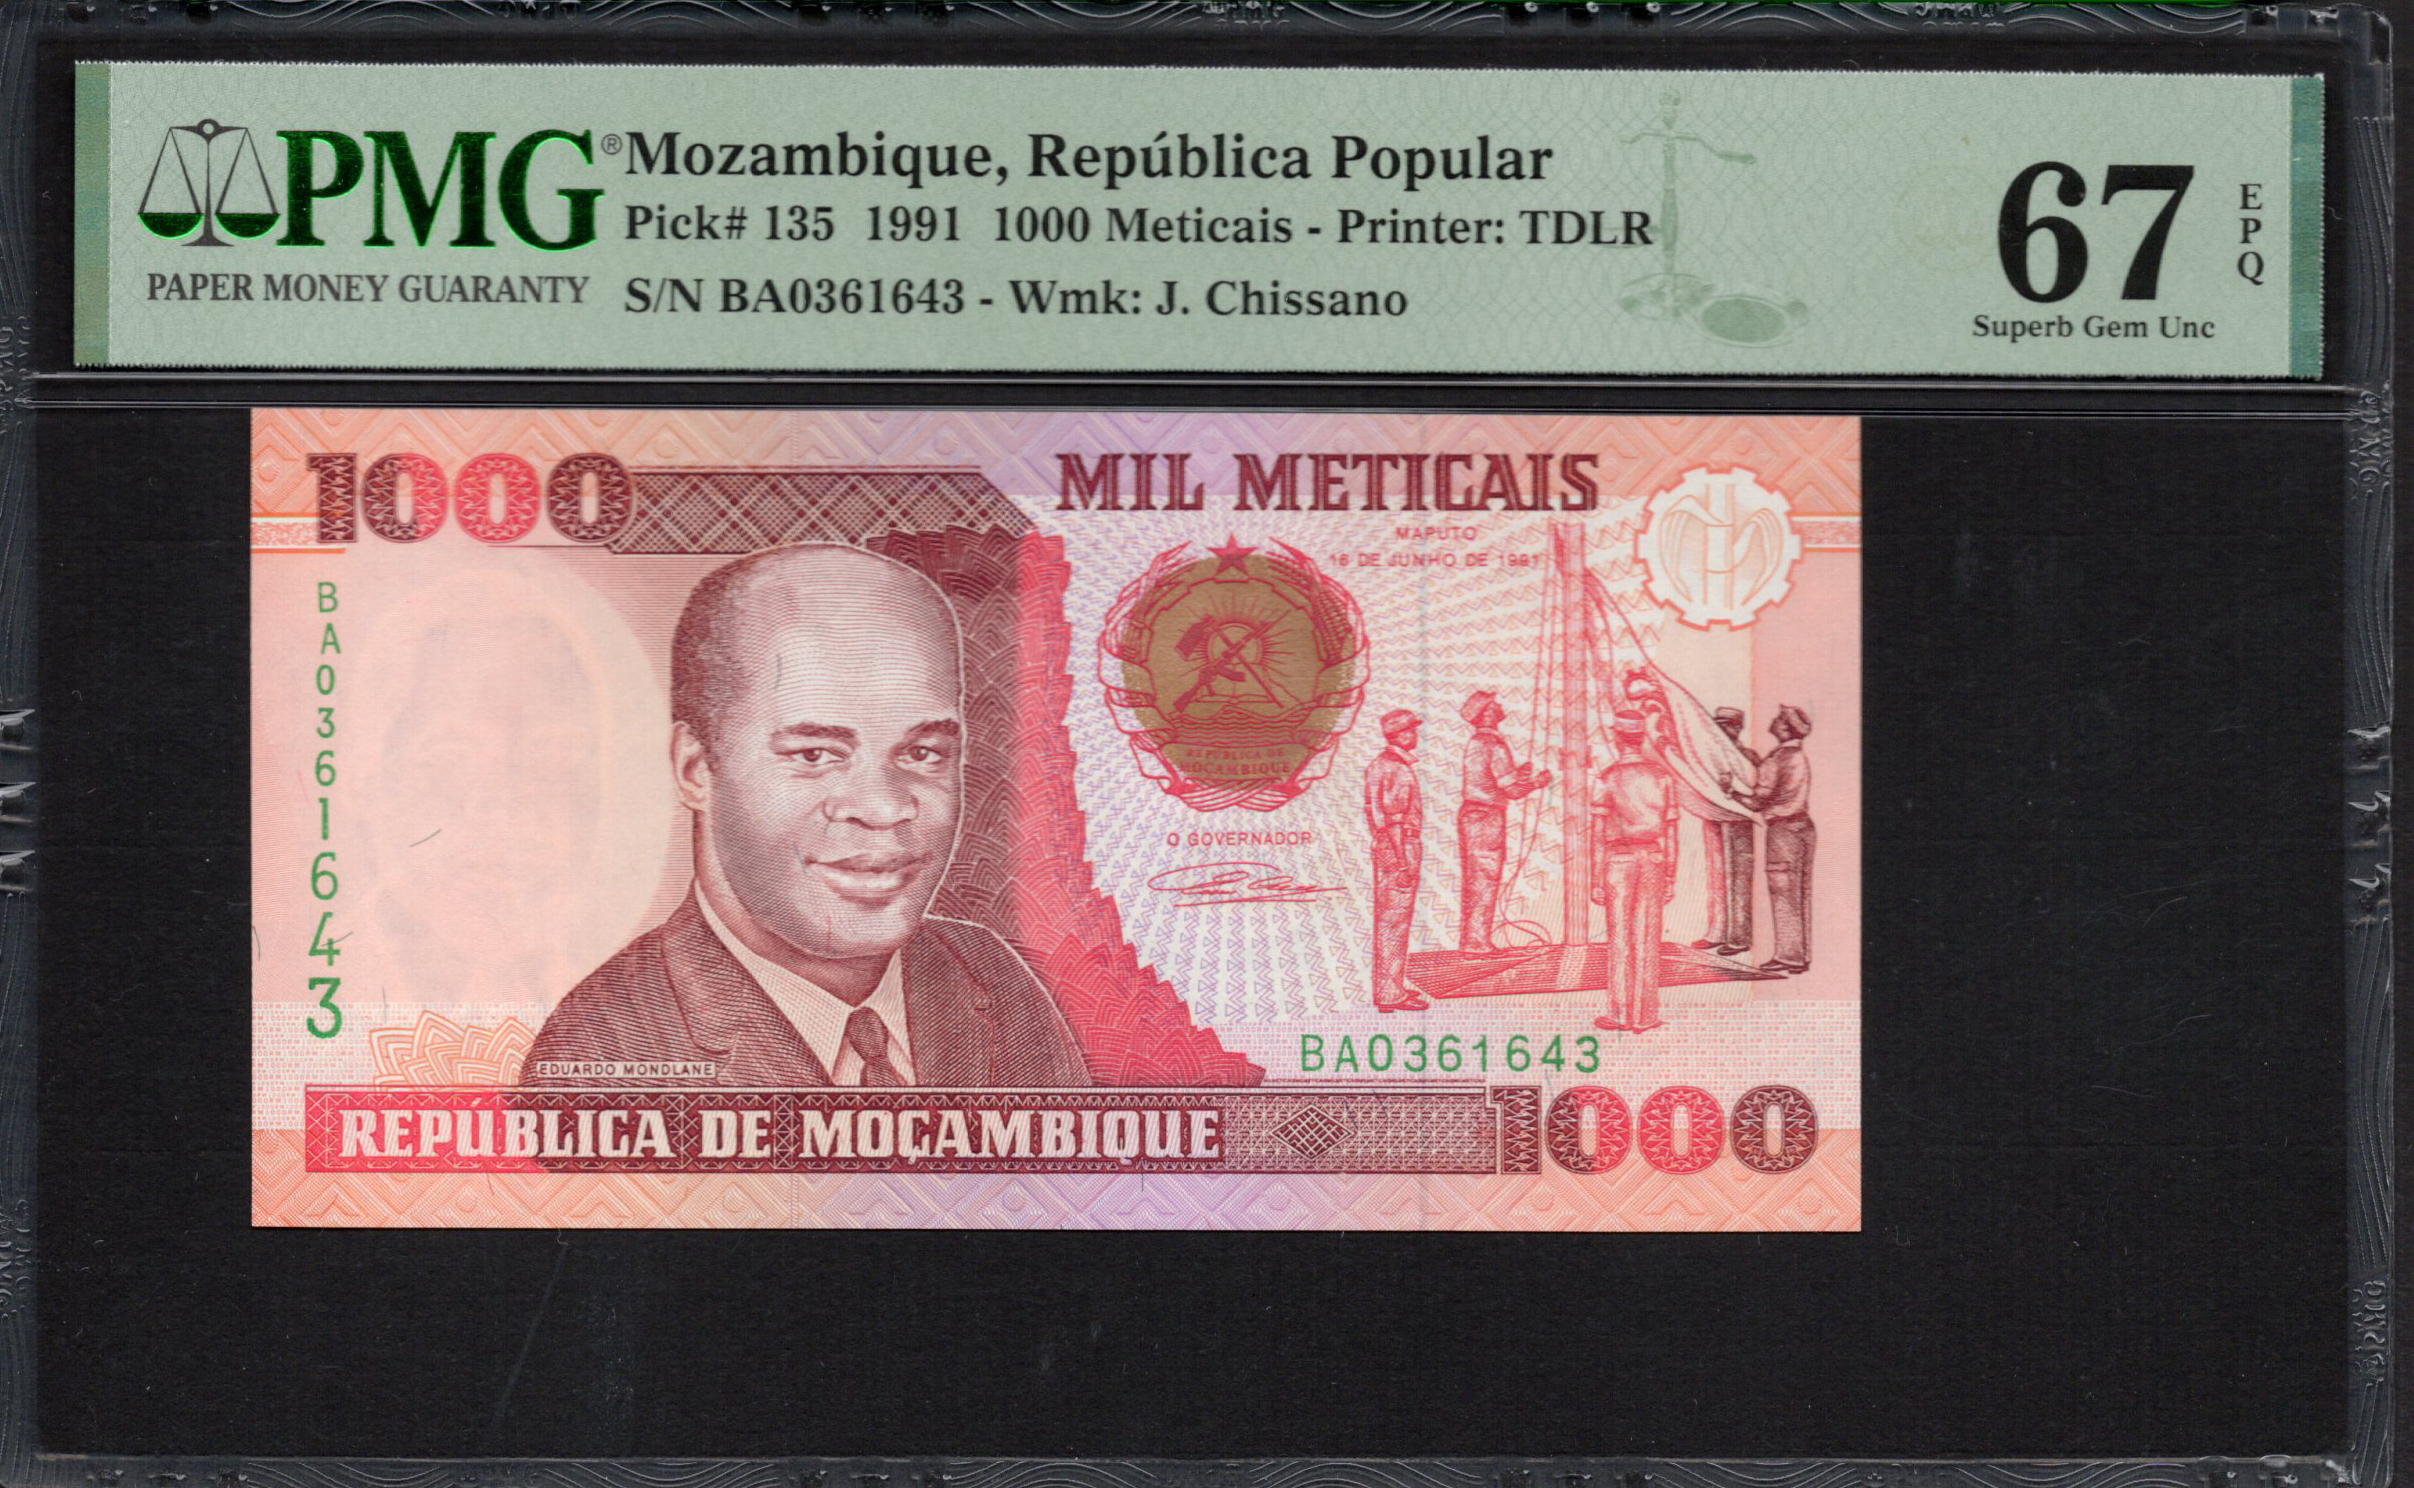 PMG®
PAPER MONEY GUARANTY
Mozambique, República Popular
Pick# 135 1991 1000 Meticais - Printer: TDLR
S/N BA0361643 - Wmk: J. Chissano
67
EPQ
Superb Gem Unc
1000
MIL METICAIS
MAPUTO
16 DE JUNHO DE 1991
BA0361643
REPÚBLICA DE
MOÇAMBIQUE
O GOVERNADOR
BA0361643
EDUARDO MONDLANE
REPÚBLICA DE MOÇAMBIQUE
1000